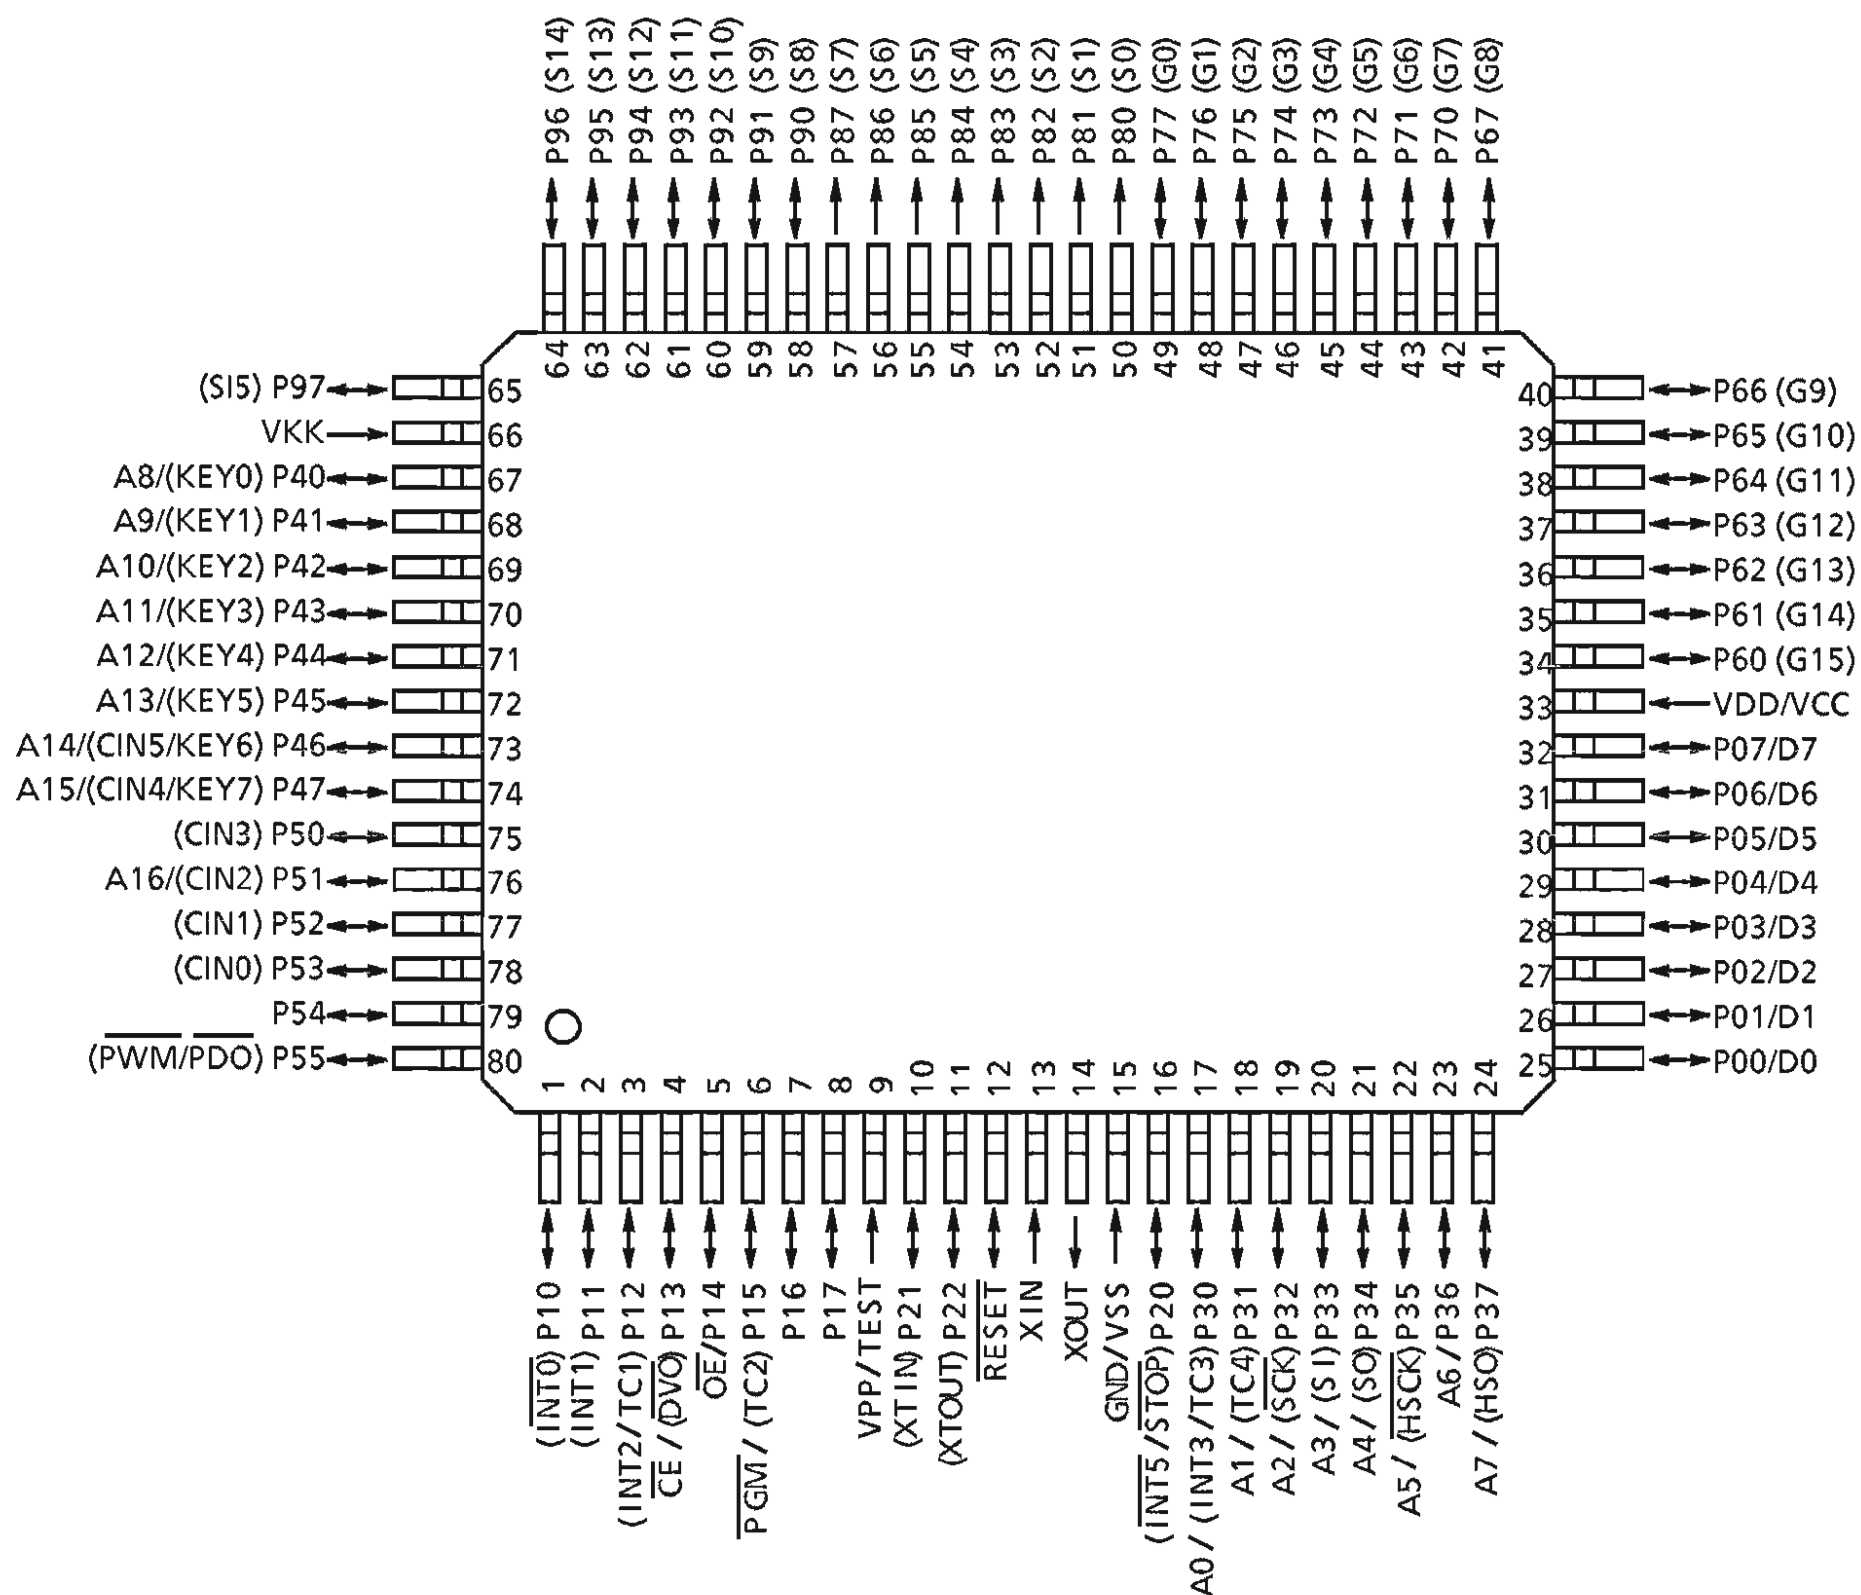 P96 (S14)
P95 (S13)
P94 (S12)
P93 (S11)
P92 (S10)
P91 (S9)
P90 (S8)
P87 (S7)
P86 (S6)
P85 (S5)
P84 (S4)
P83 (S3)
P82 (S2)
P81 (S1)
P80 (S0)
P77 (G0)
P76 (G1)
P75 (G2)
P74 (G3)
P73 (G4)
P72 (G5)
P71 (G6)
P70 (G7)
P67 (G8)
64
63
62
61
60
59
58
57
56
55
54
53
52
51
50
49
48
47
46
45
44
43
42
41
(SI5) P97 65
VKK 66
A8/(KEY0) P40 67
A9/(KEY1) P41 68
A10/(KEY2) P42 69
A11/(KEY3) P43 70
A12/(KEY4) P44 71
A13/(KEY5) P45 72
A14/(CIN5/KEY6) P46 73
A15/(CIN4/KEY7) P47 74
(CIN3) P50 75
A16/(CIN2) P51 76
(CIN1) P52 77
(CIN0) P53 78
P54 79
(PWM/PDO) P55 80
40 P66 (G9)
39 P65 (G10)
38 P64 (G11)
37 P63 (G12)
36 P62 (G13)
35 P61 (G14)
34 P60 (G15)
33 VDD/VCC
32 P07/D7
31 P06/D6
30 P05/D5
29 P04/D4
28 P03/D3
27 P02/D2
26 P01/D1
25 P00/D0
1
2
3
4
5
6
7
8
9
10
11
12
13
14
15
16
17
18
19
20
21
22
23
24
(INT0) P10
(INT1) P11
(INT2/TC1) P12
CE / (DVO) P13
OE/P14
PGM / (TC2) P15
P16
P17
VPP/TEST
(XTIN) P21
(XTOUT) P22
RESET
XIN
XOUT
GND/VSS
(INT5/STOP) P20
A0 / (INT3/TC3) P30
A1 / (TC4) P31
A2 / (SCK) P32
A3 / (SI) P33
A4 / (SO) P34
A5 / (HSCK) P35
A6 / P36
A7 / (HSO) P37